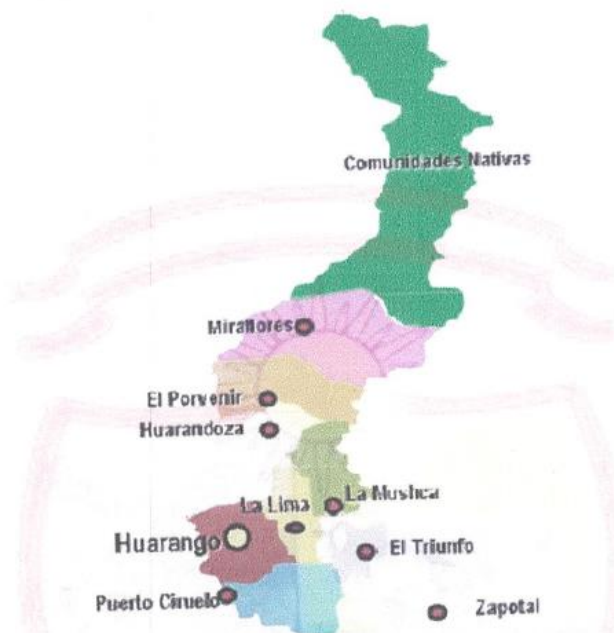 Comunidades Nativas
Miraflores
El Porvenir
Huarandoza
La Lima
La Mushca
Huarango
El Triunfo
Puerto Ciruelo
Zapotal